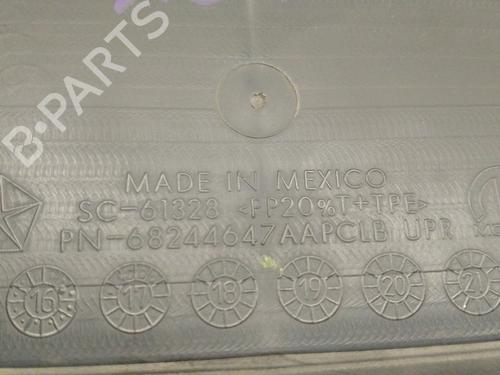 B-PARTS
MADE IN MEXICO
SC-61328 <PP20%T+TPE>
PN-68244647AAPCLB UPR
16 17 18 19 20 21